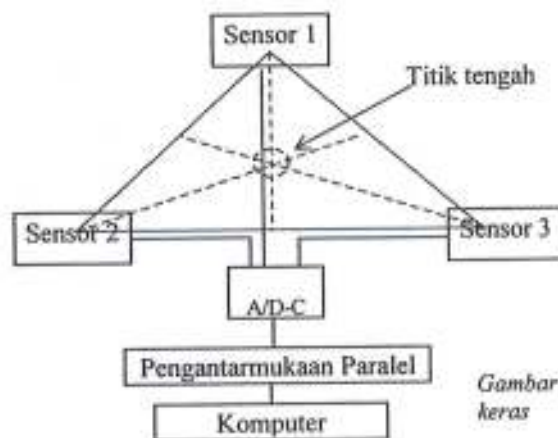 Sensor 1
Titik tengah
Sensor 2
Sensor 3
A/D-C
Pengantarmukaan Paralel
Komputer
Gambar
keras